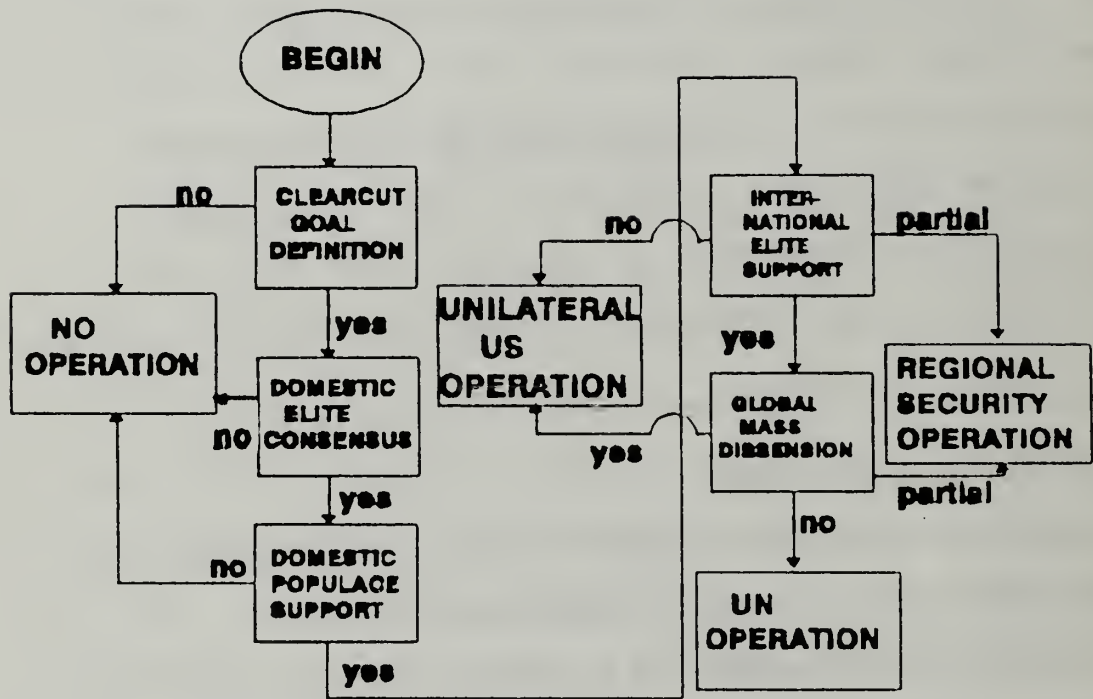 BEGIN
no
CLEARCUT
GOAL
DEFINITION
yes
NO
OPERATION
DOMESTIC
ELITE
CONSENSUS
no
yes
DOMESTIC
POPULACE
SUPPORT
no
yes
INTER-
NATIONAL
ELITE
SUPPORT
no
partial
UNILATERAL
US
OPERATION
yes
GLOBAL
MASS
DISSENSION
yes
partial
REGIONAL
SECURITY
OPERATION
no
UN
OPERATION